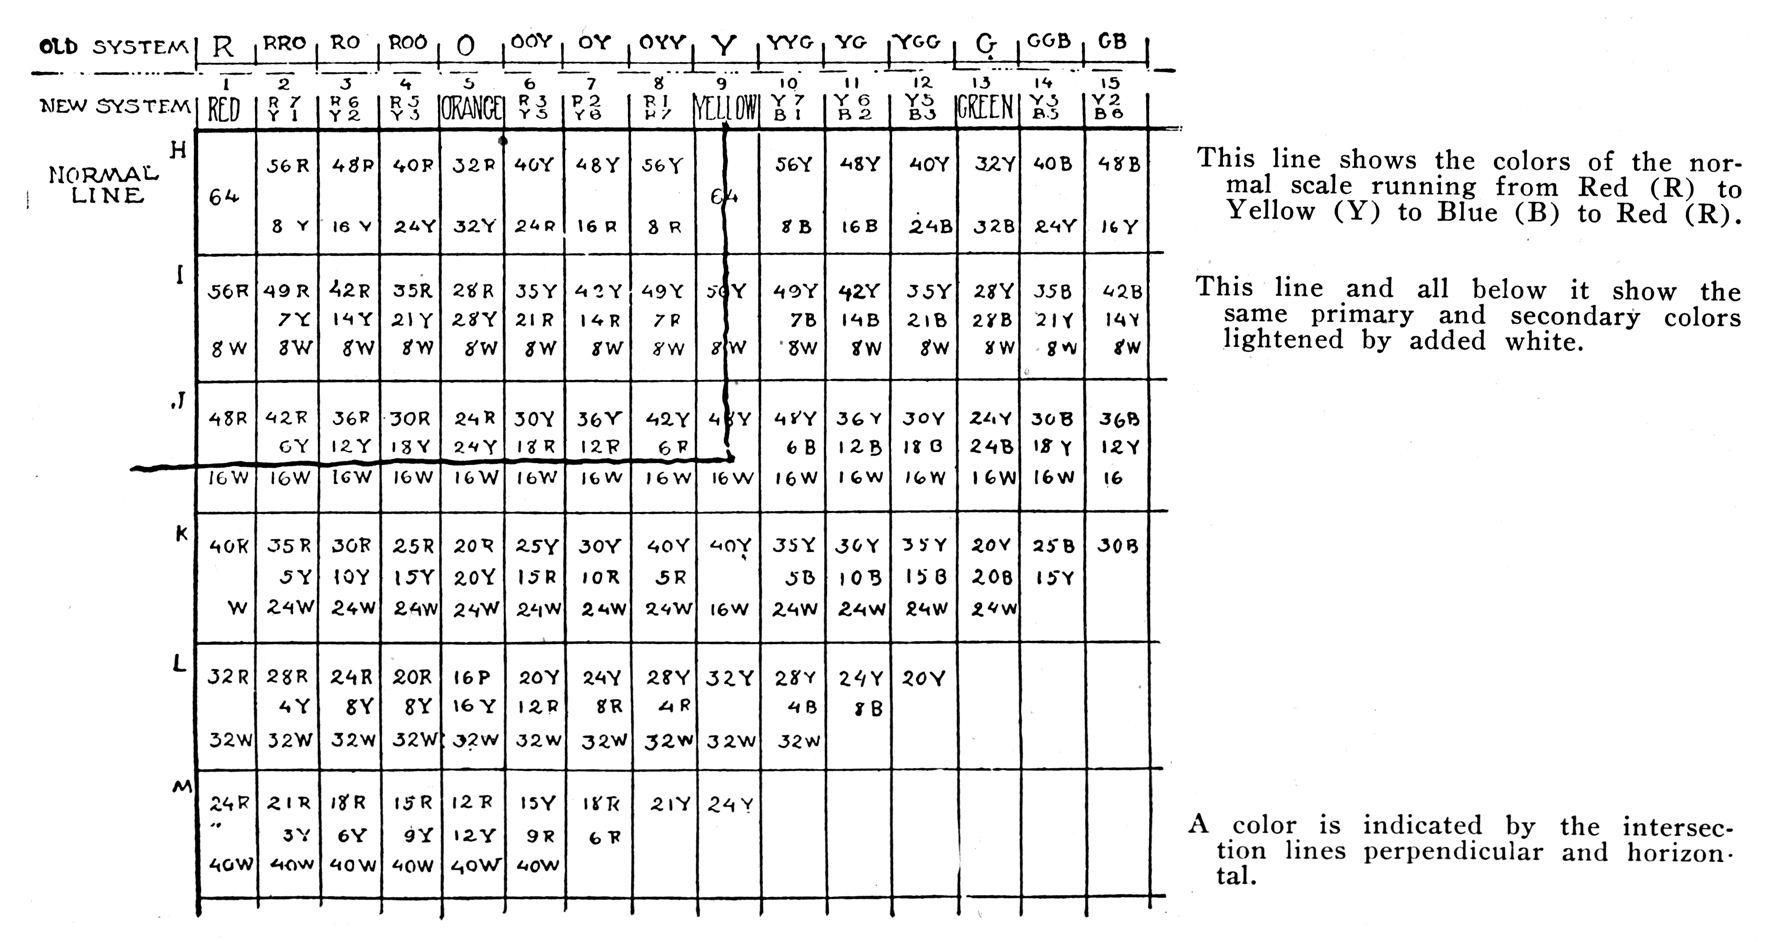 OLD SYSTEM R RRO RO ROO O OOY OY OYY Y YYG YG YGG G GGB GB
1 2 3 4 5 6 7 8 9 10 11 12 13 14 15
NEW SYSTEM RED R 7 R 6 R 5 ORANGE R 3 R 2 R 1 YELLOW Y 7 Y 6 Y 5 GREEN Y 3 Y 2
Y 1 Y 2 Y 3 Y 5 Y 6 Y 7 B 1 B 2 B 3 B 5 B 6
H
NORMAL
LINE
56R 48R 40R 32R 40Y 48Y 56Y 56Y 48Y 40Y 32Y 40B 48B
64 64
8 Y 16 Y 24Y 32Y 24R 16 R 8 R 8B 16B 24B 32B 24Y 16Y
This line shows the colors of the nor-
mal scale running from Red (R) to
Yellow (Y) to Blue (B) to Red (R).
I
56R 49R 42R 35R 28R 35Y 42Y 49Y 56Y 49Y 42Y 35Y 28Y 35B 42B
7Y 14Y 21Y 28Y 21R 14R 7R 7B 14B 21B 28B 21Y 14Y
8W 8W 8W 8W 8W 8W 8W 8W 8W 8W 8W 8W 8W 8W 8W
This line and all below it show the
same primary and secondary colors
lightened by added white.
J
48R 42R 36R 30R 24R 30Y 36Y 42Y 48Y 48Y 36Y 30Y 24Y 30B 36B
6Y 12Y 18Y 24Y 18R 12R 6R 6B 12B 18B 24B 18Y 12Y
16W 16W 16W 16W 16W 16W 16W 16W 16W 16W 16W 16W 16W 16W 16
K
40R 35R 30R 25R 20R 25Y 30Y 40Y 40Y 35Y 30Y 35Y 20Y 25B 30B
5Y 10Y 15Y 20Y 15R 10R 5R 5B 10B 15B 20B 15Y
W 24W 24W 24W 24W 24W 24W 24W 16W 24W 24W 24W 24W
L
32R 28R 24R 20R 16R 20Y 24Y 28Y 32Y 28Y 24Y 20Y
4Y 8Y 8Y 16Y 12R 8R 4R 4B 8B
32W 32W 32W 32W 32W 32W 32W 32W 32W 32W
M
24R 21R 18R 15R 12R 15Y 18R 21Y 24Y
" 3Y 6Y 9Y 12Y 9R 6R
40W 40W 40W 40W 40W 40W
A color is indicated by the intersec-
tion lines perpendicular and horizon-
tal.